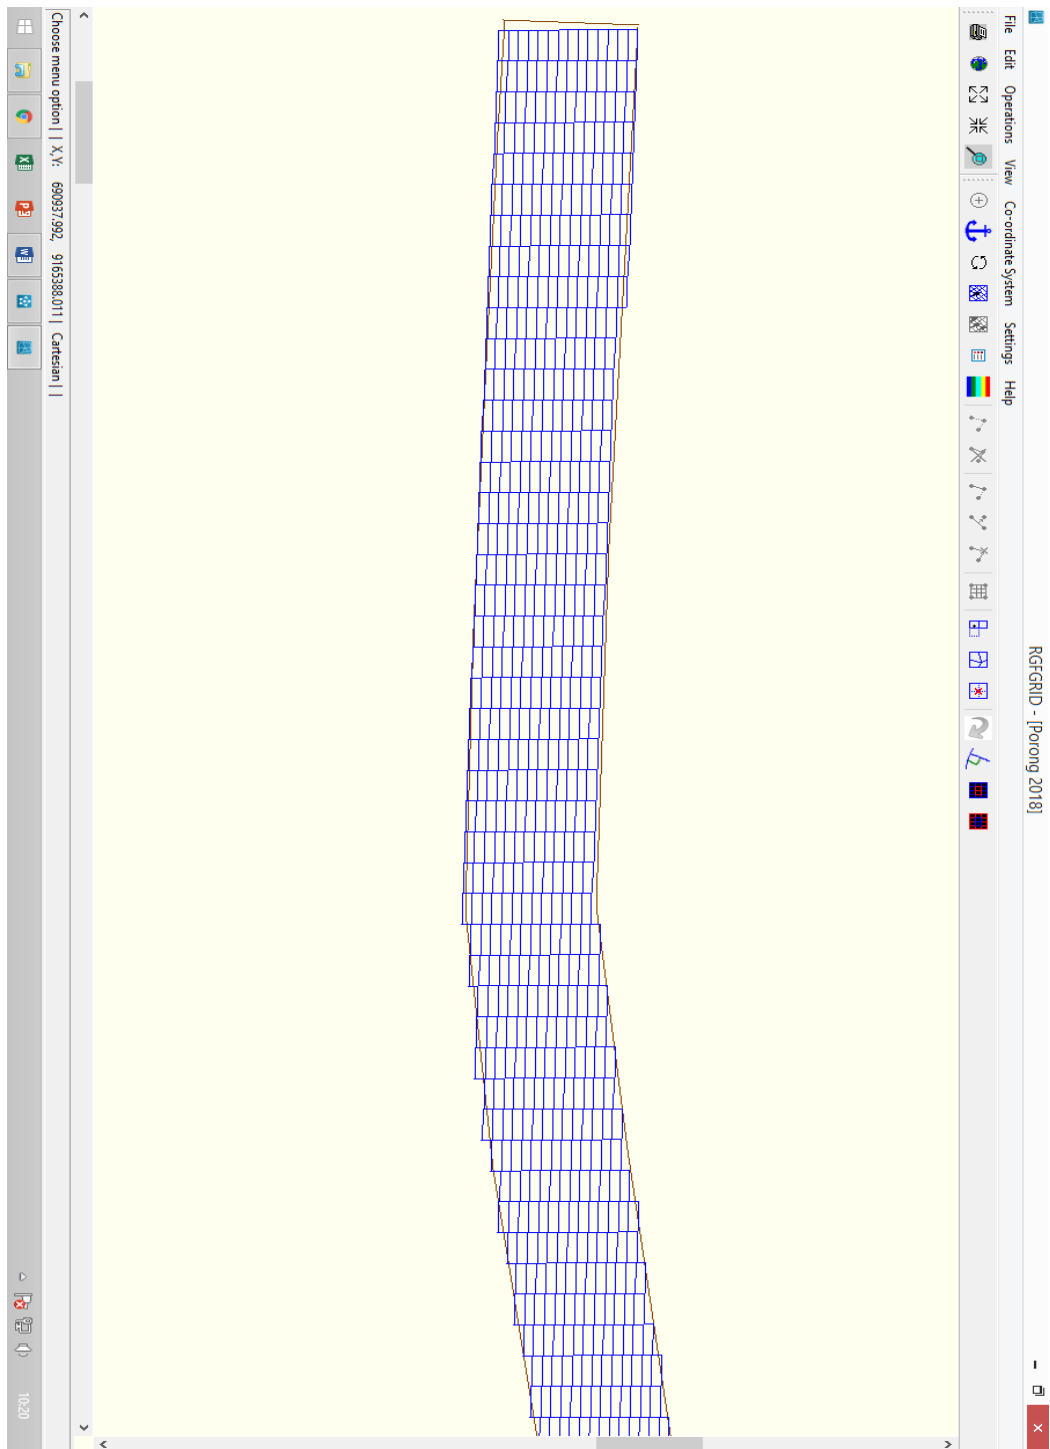 RGFGRID - [Porong 2018]
File Edit Operations View Co-ordinate System Settings Help
Choose menu option | | X,Y: 690937.992, 9165388.011 | Cartesian | |
10:20